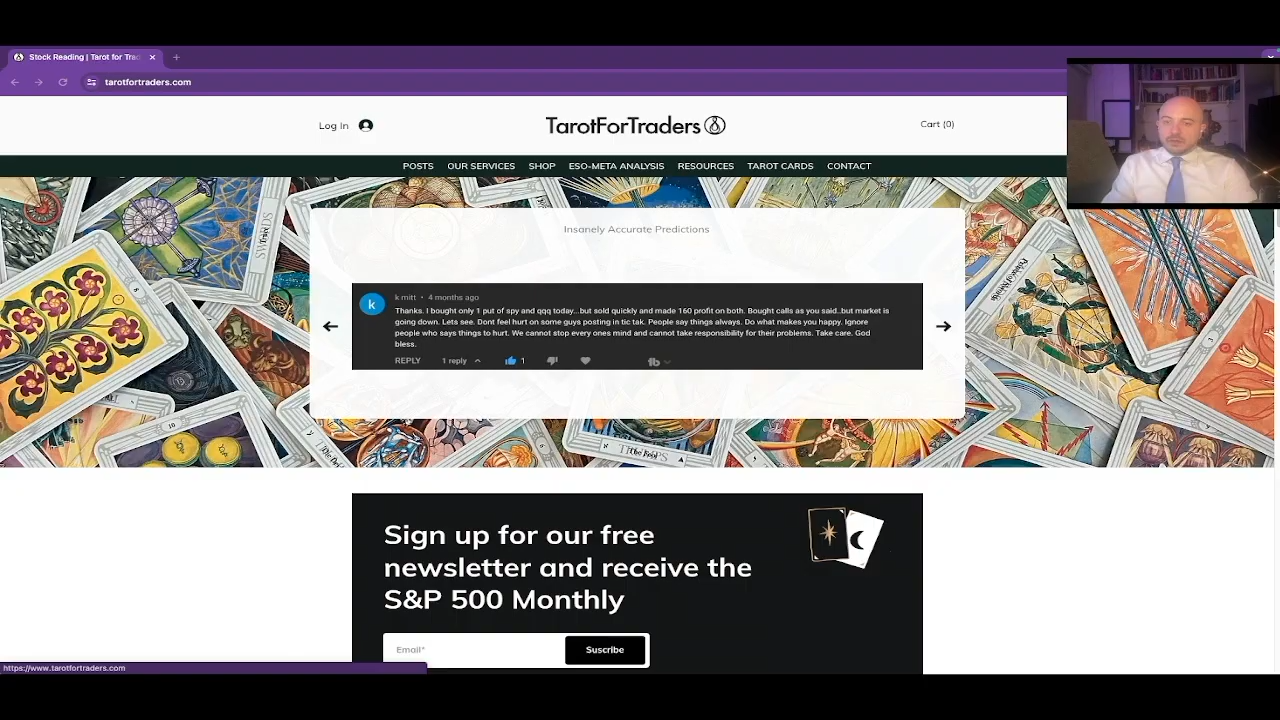 Stock Reading | Tarot for Trad
tarotfortraders.com
Log In
TarotForTraders
Cart (0)
POSTS OUR SERVICES SHOP ESO-META ANALYSIS RESOURCES TAROT CARDS CONTACT
Insanely Accurate Predictions
k
k mitt • 4 months ago
Thanks. I bought only 1 put of spy and qqq today...but sold quickly and made 160 profit on both. Bought calls as you said..but market is
going down. Lets see. Dont feel hurt on some guys posting in tic tak. People say things always. Do what makes you happy. Ignore
people who says things to hurt. We cannot stop every ones mind and cannot take responsibility for their problems. Take care. God
bless.
REPLY 1 reply 1
The Fool
Sign up for our free
newsletter and receive the
S&P 500 Monthly
Email*
Suscribe
https://www.tarotfortraders.com